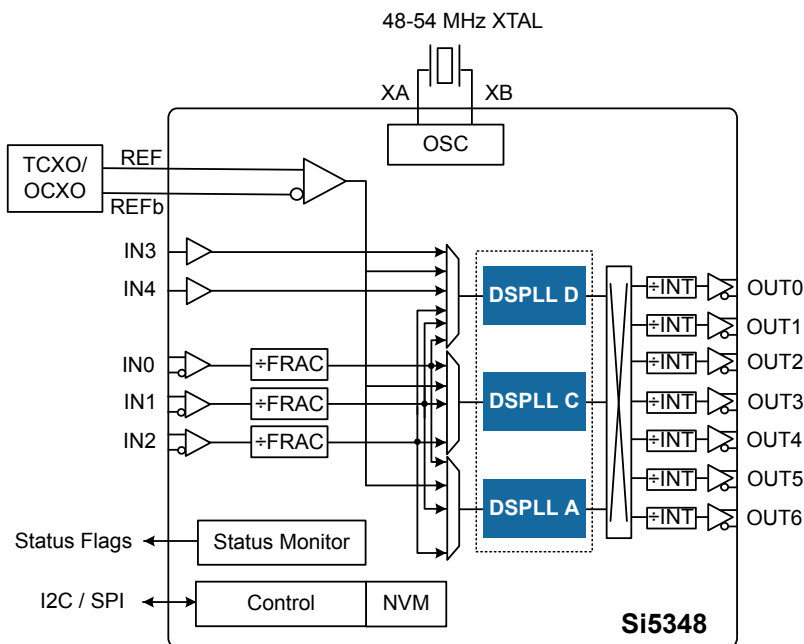 48-54 MHz XTAL
XA
XB
OSC
TCXO/
OCXO
REF
REFb
IN3
IN4
IN0
÷FRAC
IN1
÷FRAC
IN2
÷FRAC
DSPLL D
DSPLL C
DSPLL A
÷INT
OUT0
÷INT
OUT1
÷INT
OUT2
÷INT
OUT3
÷INT
OUT4
÷INT
OUT5
÷INT
OUT6
Status Flags
Status Monitor
I2C / SPI
Control
NVM
Si5348